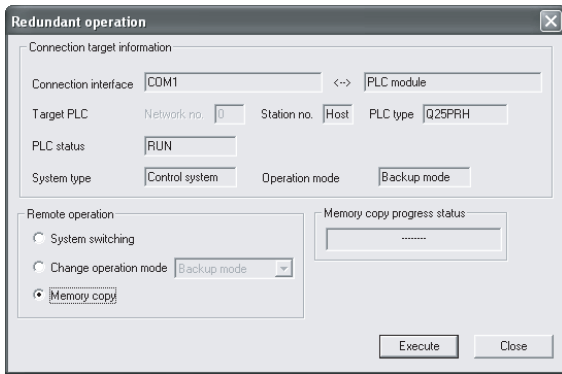 Redundant operation
Connection target information
Connection interface COM1 <--> PLC module
Target PLC Network no. 0 Station no. Host PLC type Q25PRH
PLC status RUN
System type Control system Operation mode Backup mode
Remote operation
System switching
Change operation mode Backup mode
Memory copy
Memory copy progress status
--------
Execute Close